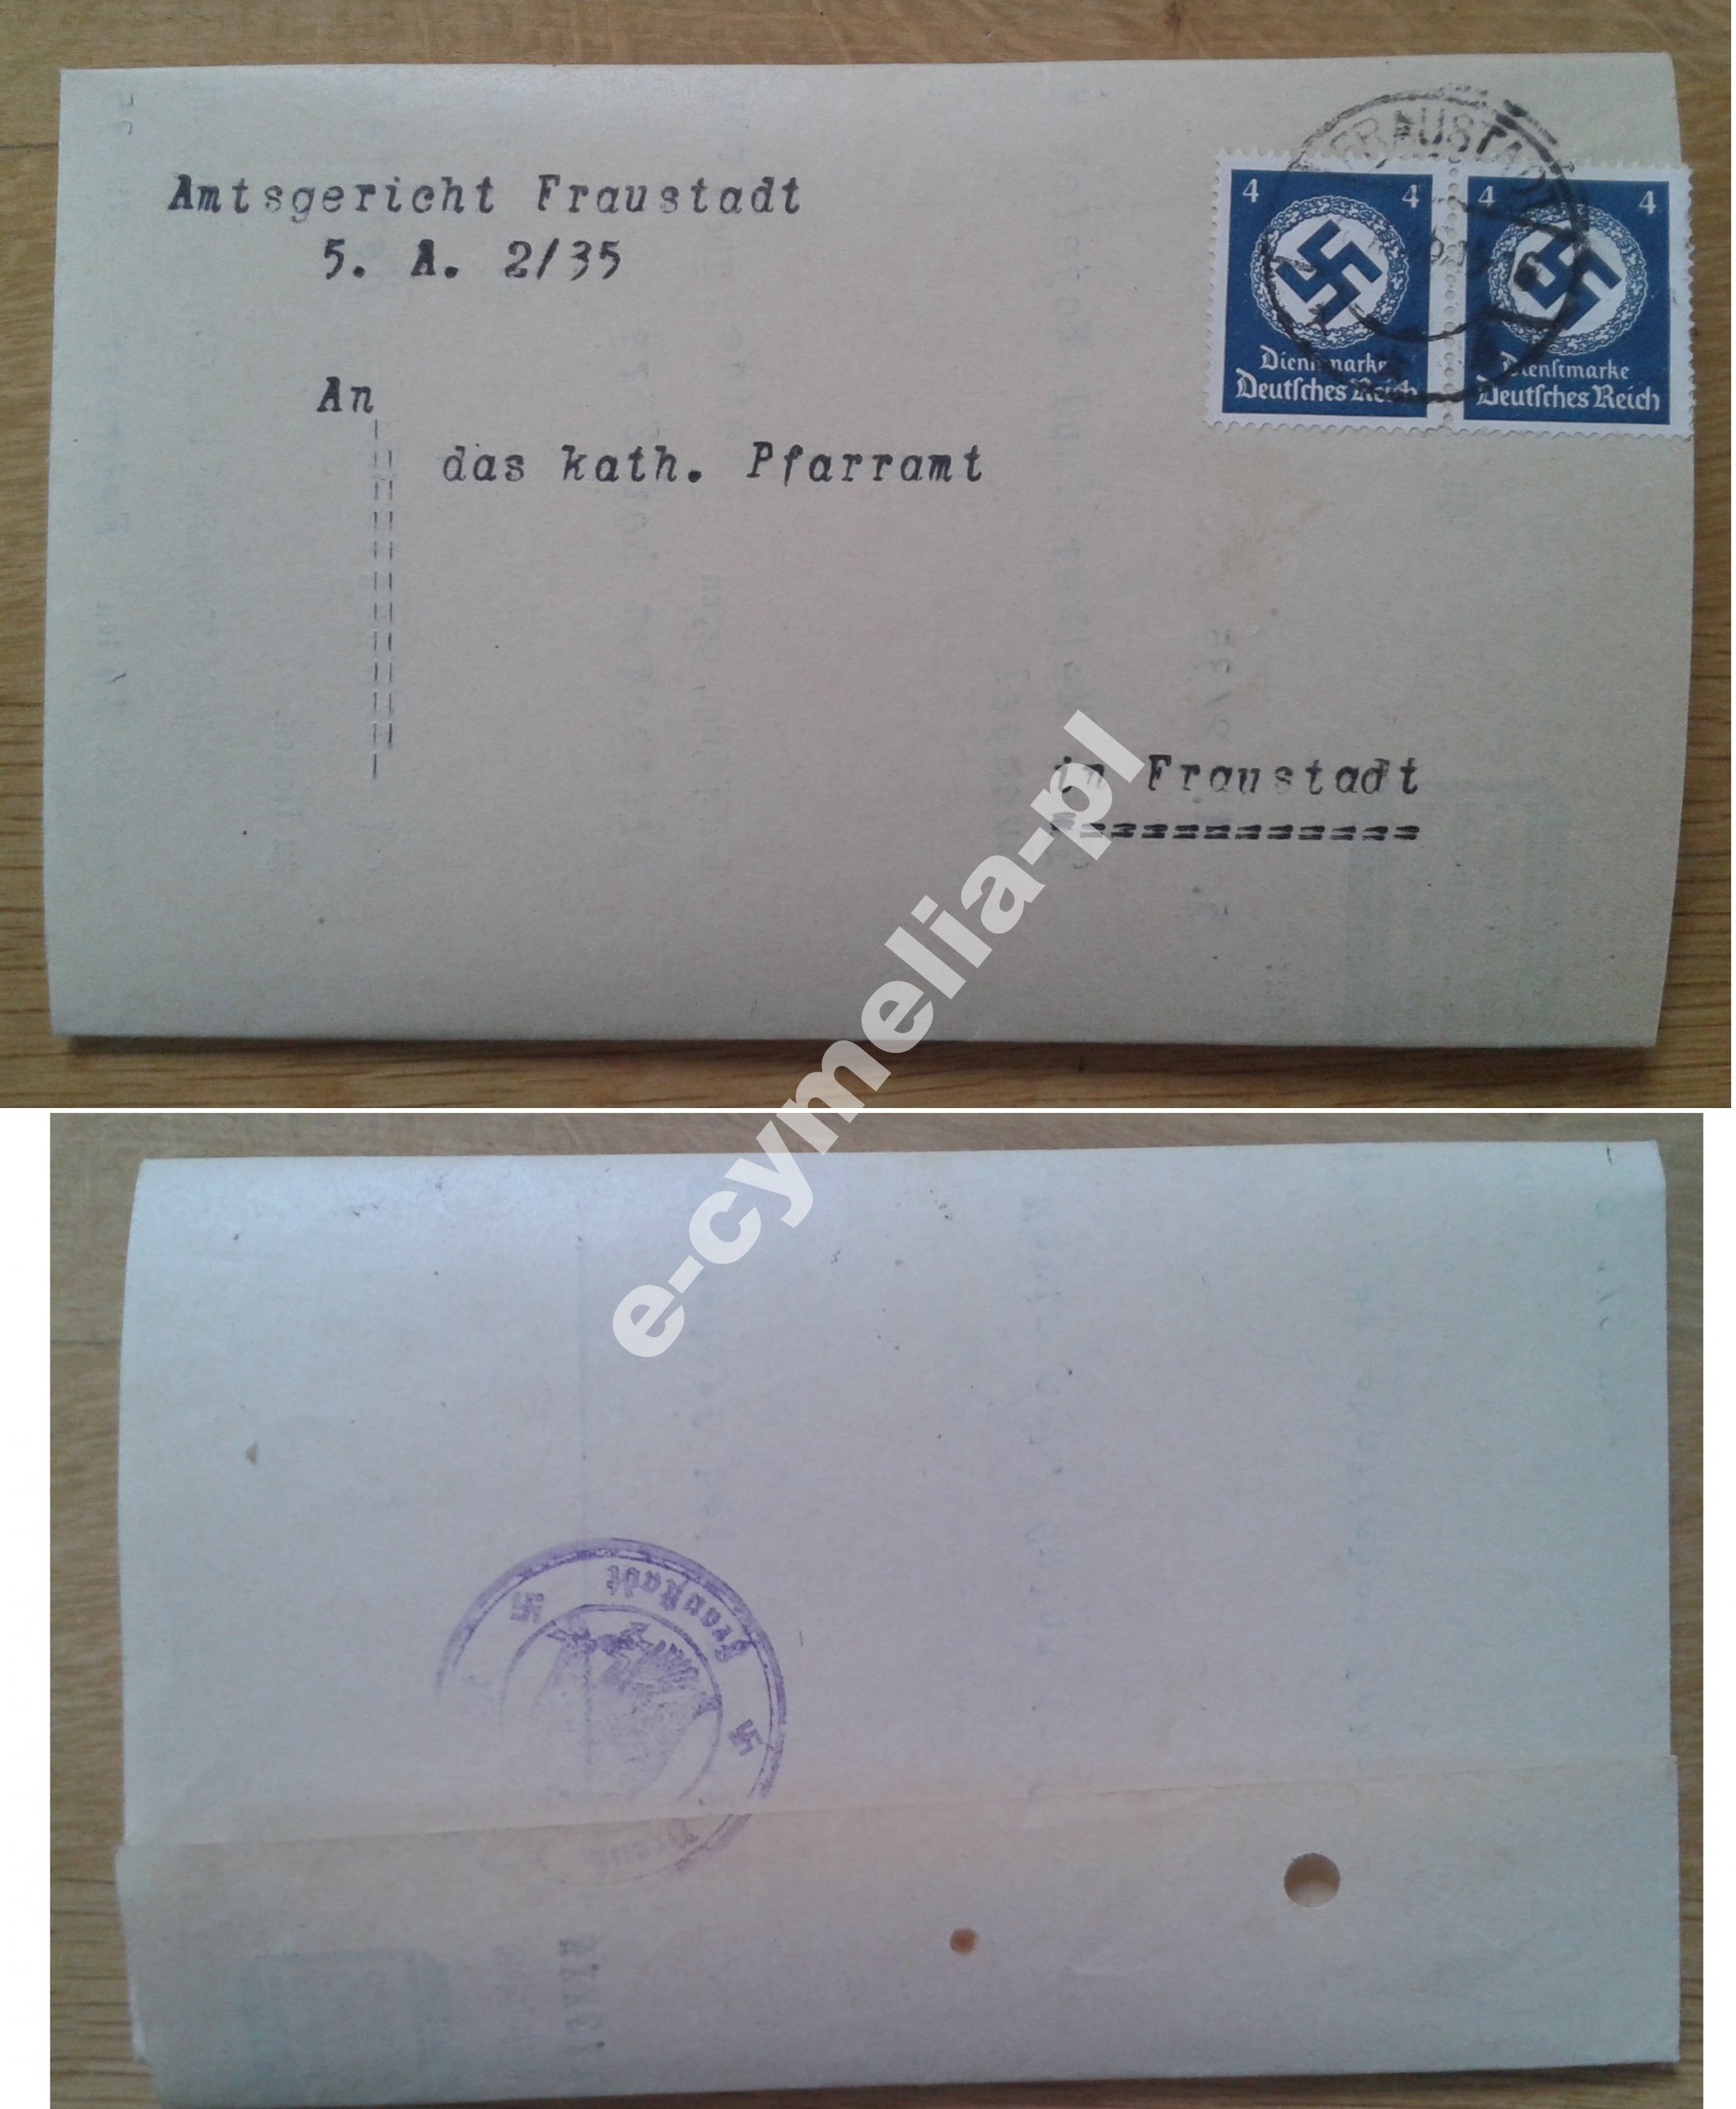 Amtsgericht Fraustadt
5. A. 2/35
An
das kath. Pfarramt
in Fraustadt
FRAUSTADT
4 4
Dienstmarke
Deutsches Reich
4 4
Dienstmarke
Deutsches Reich
e-cymelia-pl
Fraustadt